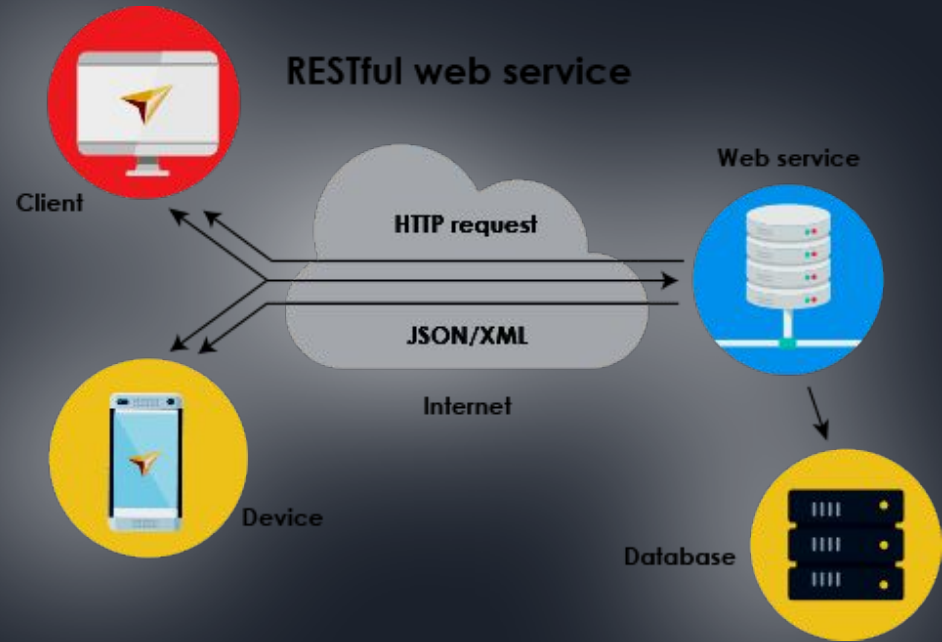 RESTful web service
Web service
Client
HTTP request
JSON/XML
Internet
Device
Database